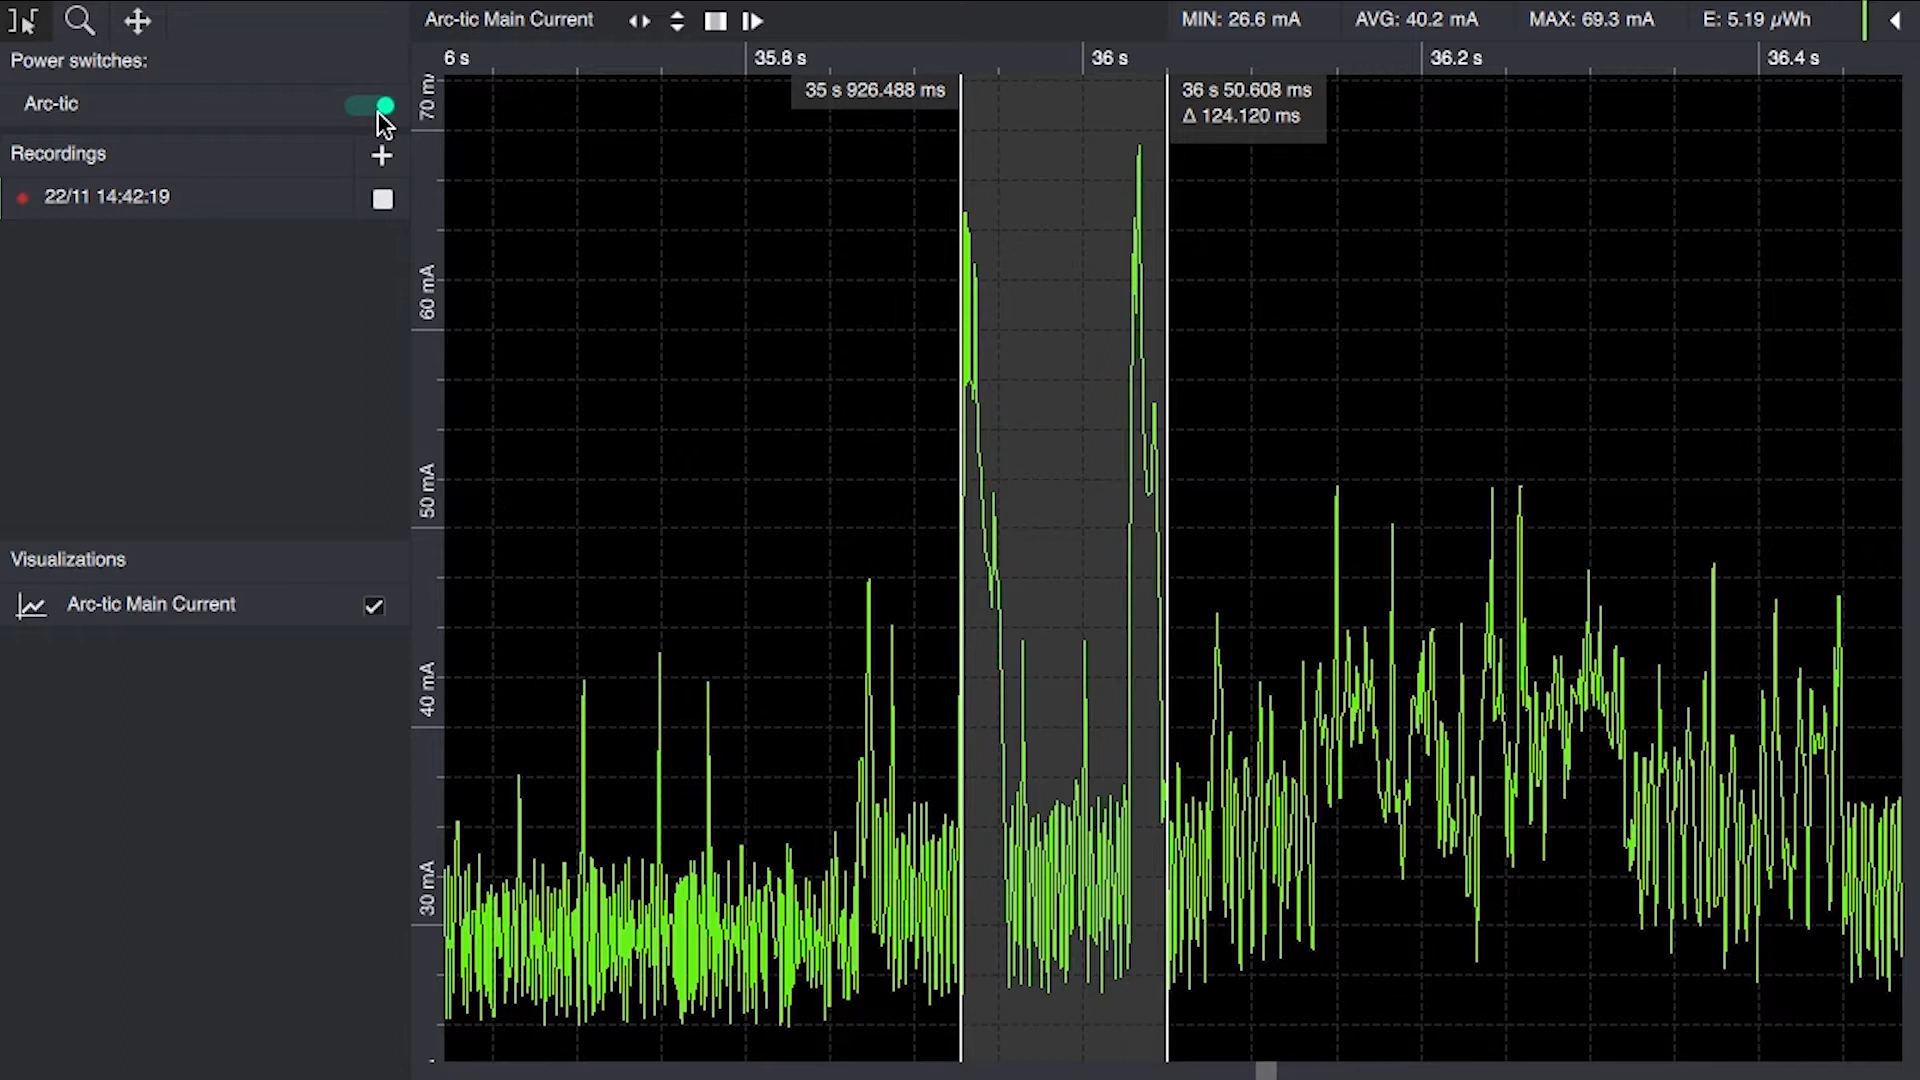 Arc-tic Main Current
MIN: 26.6 mA
AVG: 40.2 mA
MAX: 69.3 mA
E: 5.19 µWh
Power switches:
Arc-tic
Recordings
22/11 14:42:19
Visualizations
Arc-tic Main Current
6 s
35.8 s
36 s
36.2 s
36.4 s
35 s 926.488 ms
36 s 50.608 ms
Δ 124.120 ms
60 mA
50 mA
40 mA
30 mA